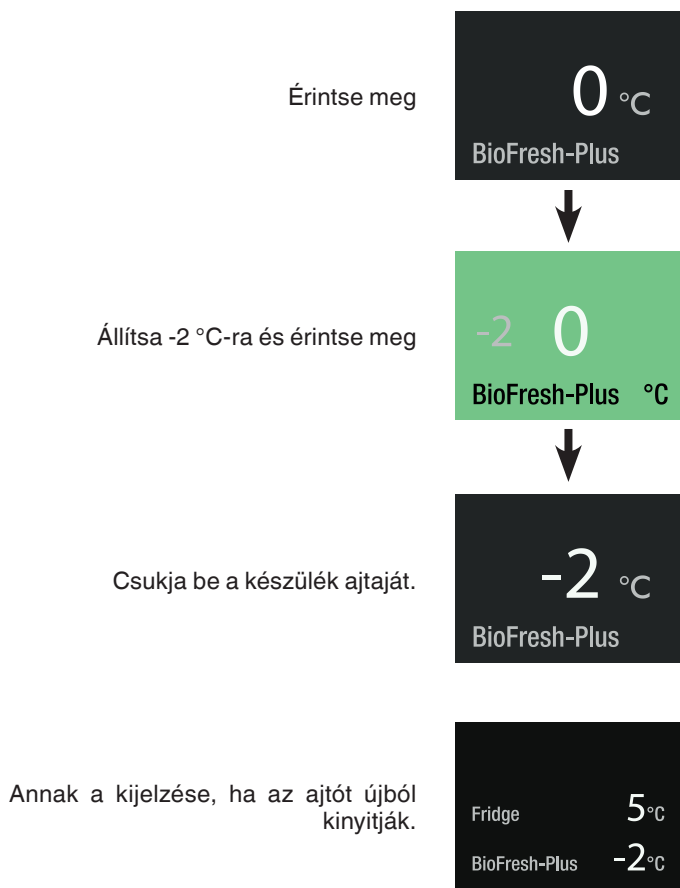 Érintse meg
0 °C
BioFresh-Plus
Állítsa -2 °C-ra és érintse meg
-2 0
BioFresh-Plus °C
Csukja be a készülék ajtaját.
-2 °C
BioFresh-Plus
Annak a kijelzése, ha az ajtót újból
kinyitják.
Fridge 5°C
BioFresh-Plus -2°C